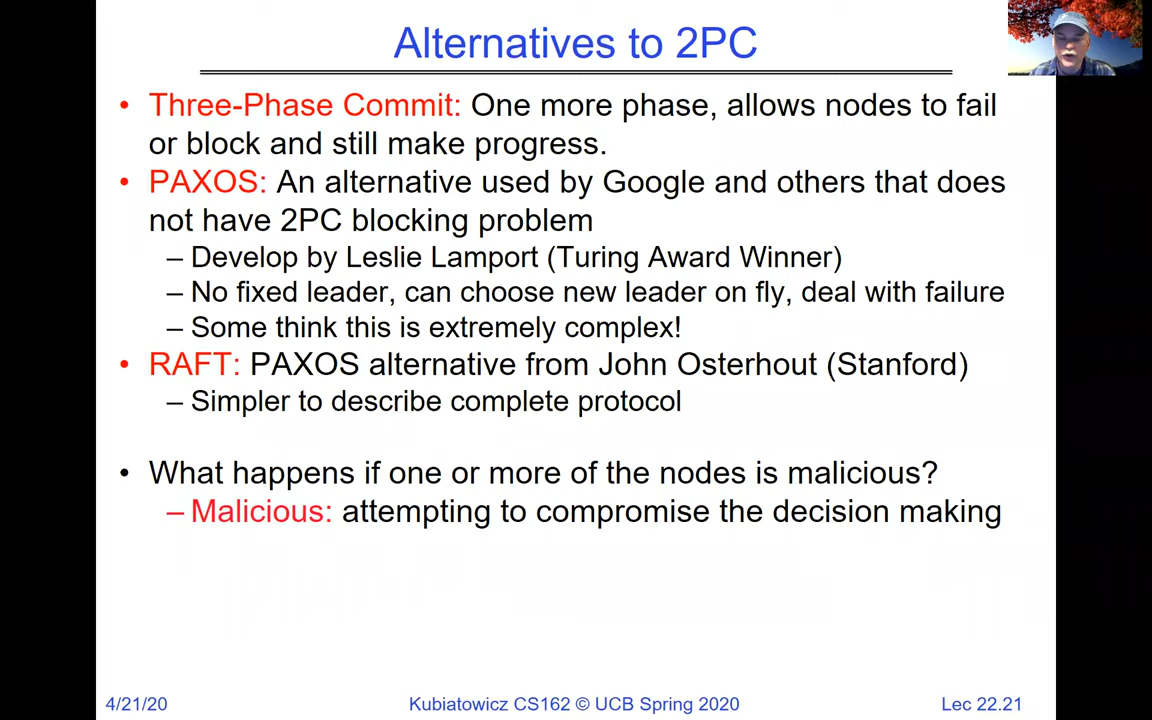 Alternatives to 2PC
• Three-Phase Commit: One more phase, allows nodes to fail
or block and still make progress.
• PAXOS: An alternative used by Google and others that does
not have 2PC blocking problem
– Develop by Leslie Lamport (Turing Award Winner)
– No fixed leader, can choose new leader on fly, deal with failure
– Some think this is extremely complex!
• RAFT: PAXOS alternative from John Osterhout (Stanford)
– Simpler to describe complete protocol
• What happens if one or more of the nodes is malicious?
– Malicious: attempting to compromise the decision making
4/21/20
Kubiatowicz CS162 © UCB Spring 2020
Lec 22.21